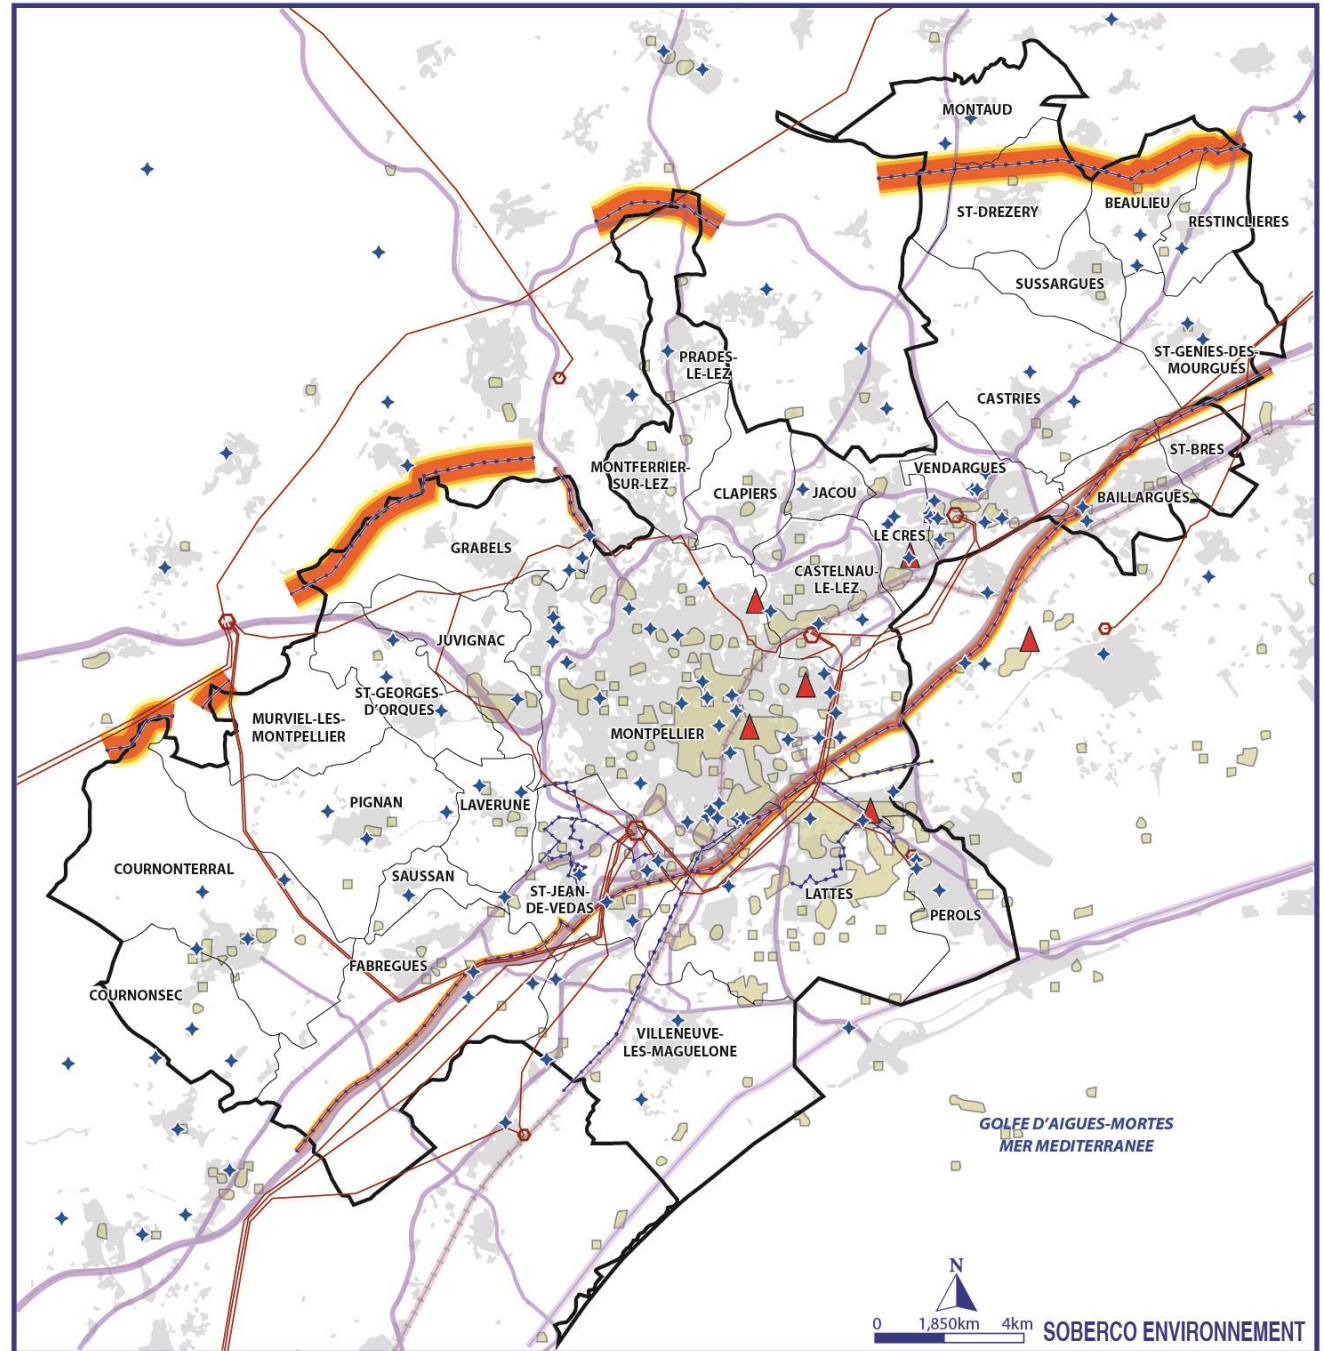 MONTAUD
ST-DREZERY
BEAULIEU
RESTINCLIERES
SUSSARGUES
PRADES-
LE-LEZ
ST-GENIES-DES-
MOURGUES
CASTRIES
ST-BRES
MONTFERRIER-
SUR-LEZ
CLAPIERS
JACOU
VENDARGUES
BAILLARGUES
GRABELS
LE CRES
CASTELNAU-
LE-LEZ
JUVIGNAC
ST-GEORGES-
D'ORQUES
MURVIEL-LES-
MONTPELLIER
MONTPELLIER
PIGNAN
LAVERUNE
COURNONTERRAL
SAUSSAN
ST-JEAN-
DE-VEDAS
LATTES
PEROLS
FABREGUES
COURNONSEC
VILLENEUVE-
LES-MAGUELONE
GOLFE D'AIGUES-MORTES
MER MEDITERRANEE
N
0 1,850km 4km
SOBERCO ENVIRONNEMENT